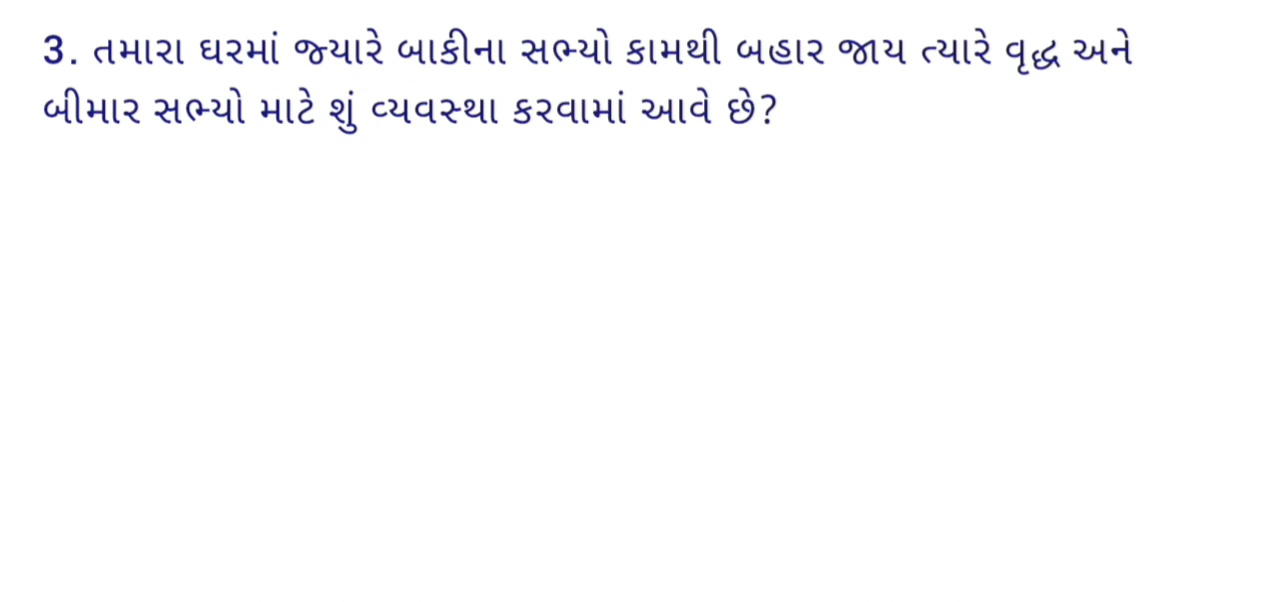 3. તમારા ઘરમાં જ્યારે બાકીના સભ્યો કામથી બહાર જાય ત્યારે વૃદ્ધ અને
બીમાર સભ્યો માટે શું વ્યવસ્થા કરવામાં આવે છે?